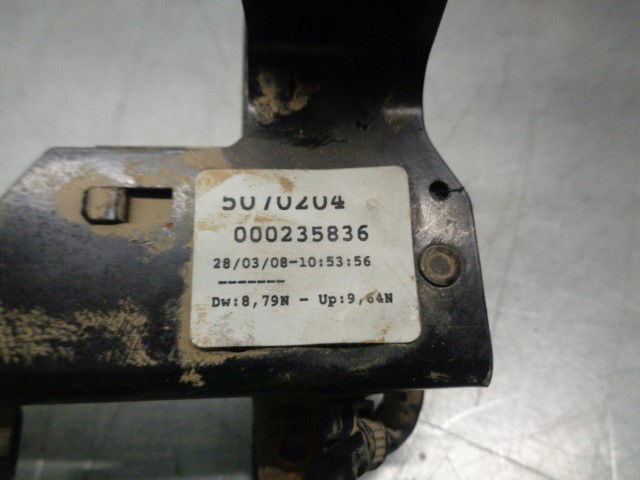 5070204
000235836
28/03/08-10:53:56
-------
Dw:8,79N - Up:9,64N